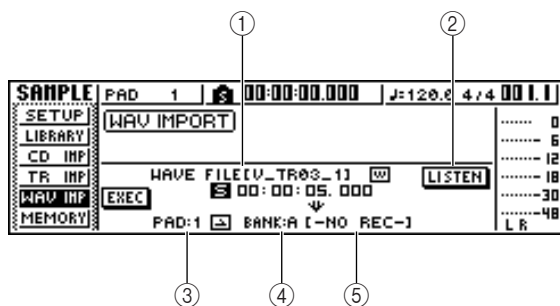 ① ②
SAMPLE PAD 1 S 00:00:00.000 ♩=120.0 4/4 001.1
SETUP WAV IMPORT 0
LIBRARY 6
CD IMP 12
TR IMP WAVE FILE[V_TR03_1] W LISTEN 18
WAV IMP EXEC S 00:00:05.000 30
MEMORY PAD:1 BANK:A [-NO REC-] L R 48
③ ④ ⑤